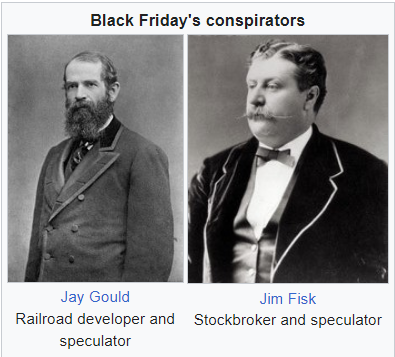 Black Friday's conspirators
Jay Gould
Railroad developer and
speculator
Jim Fisk
Stockbroker and speculator